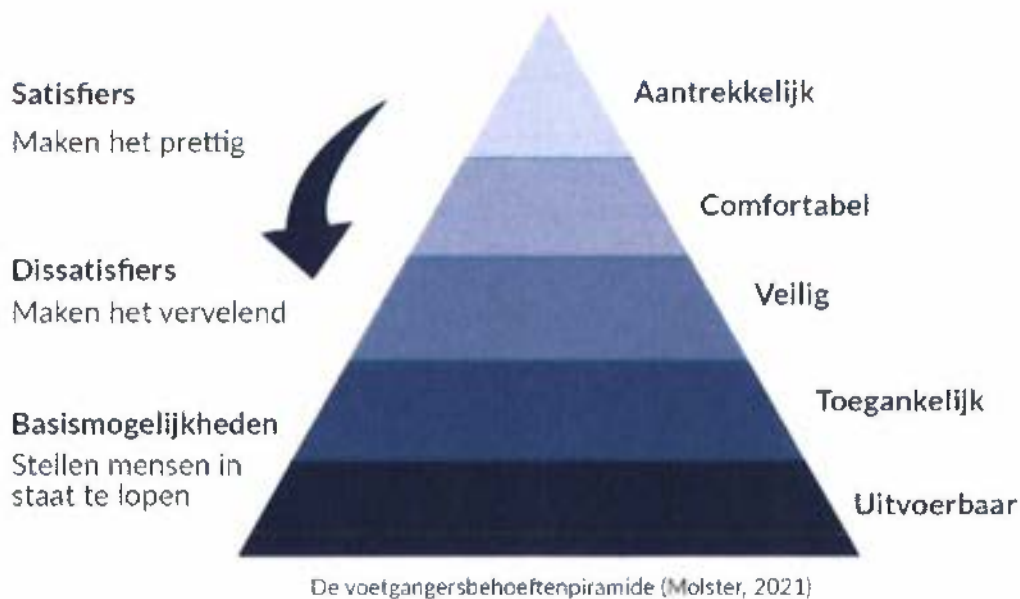 Satisfiers
Maken het prettig
Dissatisfiers
Maken het vervelend
Basismogelijkheden
Stellen mensen in
staat te lopen
Aantrekkelijk
Comfortabel
Veilig
Toegankelijk
Uitvoerbaar
De voetgangersbehoeftenpiramide (Molster, 2021)